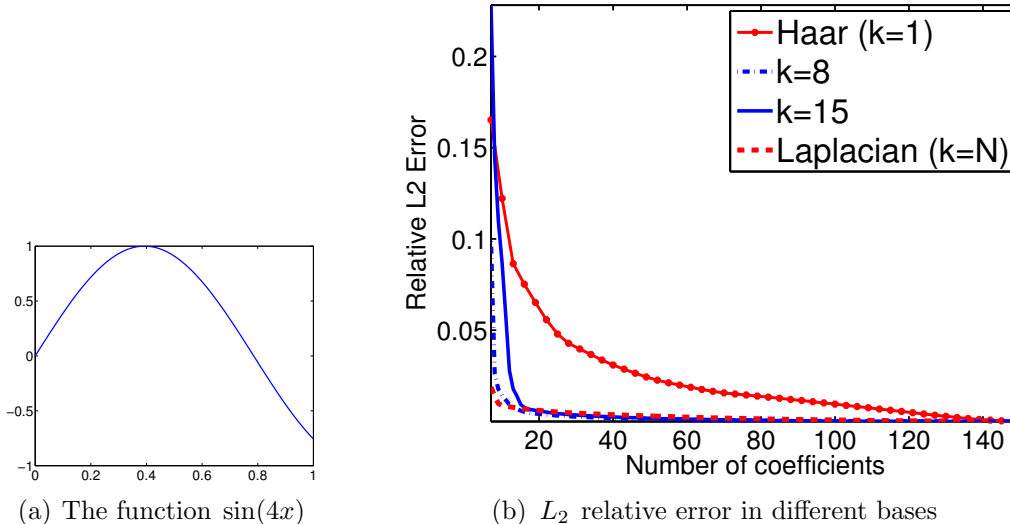 1
0.5
0
−0.5
−1
0 0.2 0.4 0.6 0.8 1
(a) The function sin(4x)
Relative L2 Error
0.2
0.15
0.1
0.05
Haar (k=1)
k=8
k=15
Laplacian (k=N)
20 40 60 80 100 120 140
Number of coefficients
(b) L2 relative error in different bases